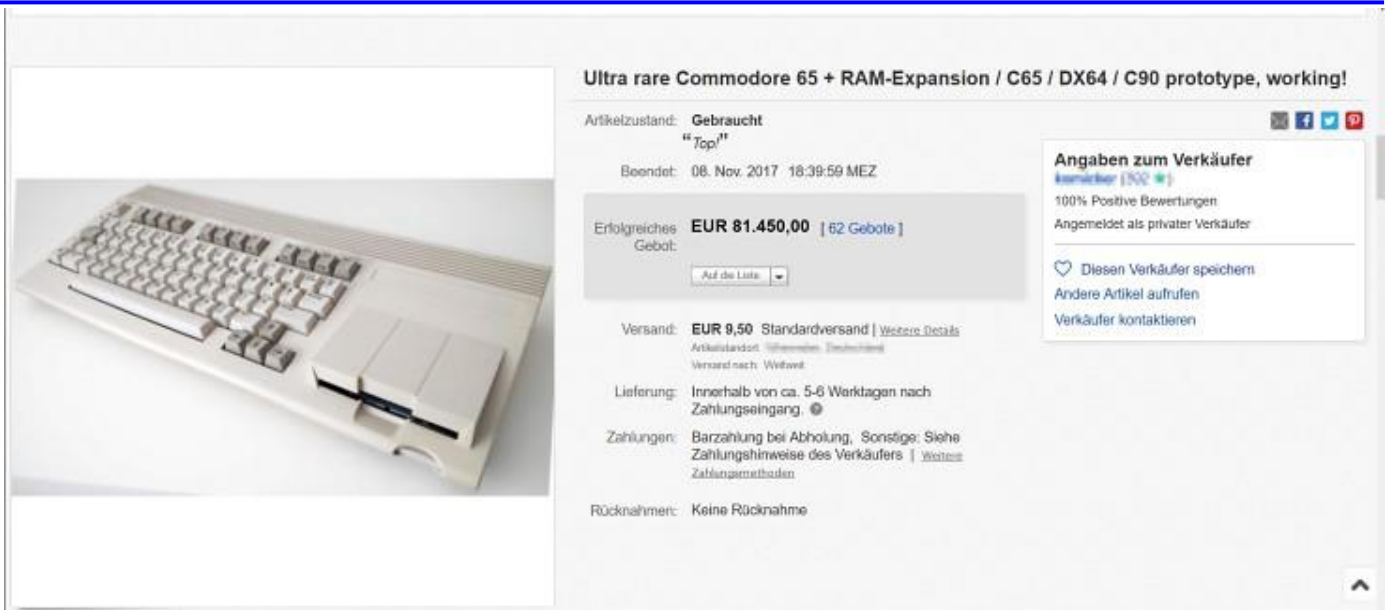 Ultra rare Commodore 65 + RAM-Expansion / C65 / DX64 / C90 prototype, working!
Artikelzustand: Gebraucht
“Top!”
Beendet: 08. Nov. 2017 18:39:59 MEZ
Erfolgreiches Gebot: EUR 81.450,00 [ 62 Gebote ]
Auf die Liste
Versand: EUR 9,50 Standardversand | Weitere Details
Artikelstandort:
Versand nach: Weltweit
Lieferung: Innerhalb von ca. 5-6 Werktagen nach
Zahlungseingang.
Zahlungen: Barzahlung bei Abholung, Sonstige: Siehe
Zahlungshinweise des Verkäufers | Weitere
Zahlungsmethoden
Rücknahmen: Keine Rücknahme
Angaben zum Verkäufer
100% Positive Bewertungen
Angemeldet als privater Verkäufer
Diesen Verkäufer speichern
Andere Artikel aufrufen
Verkäufer kontaktieren